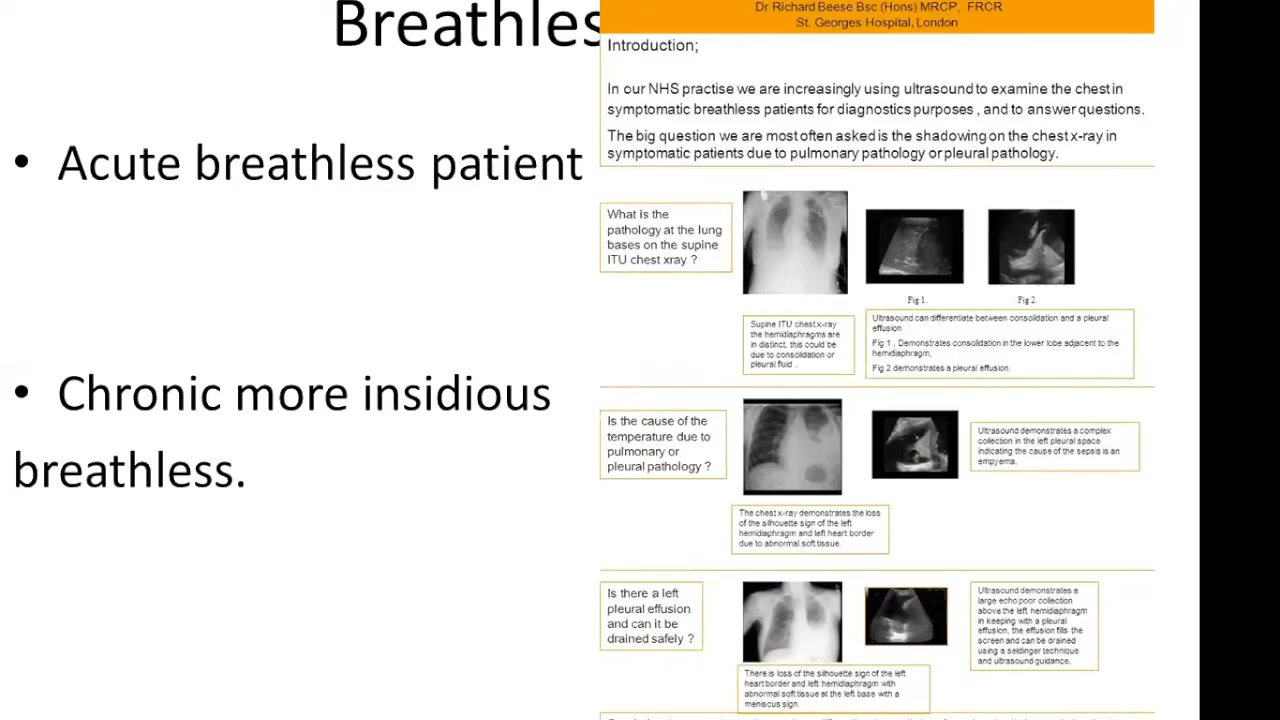 Breathles
• Acute breathless patient
• Chronic more insidious
breathless.
Dr Richard Beese Bsc (Hons) MRCP, FRCR
St. Georges Hospital, London
Introduction;
In our NHS practise we are increasingly using ultrasound to examine the chest in
symptomatic breathless patients for diagnostics purposes , and to answer questions.
The big question we are most often asked is the shadowing on the chest x-ray in
symptomatic patients due to pulmonary pathology or pleural pathology.
What is the
pathology at the lung
bases on the supine
ITU chest xray ?
Fig 1.
Fig 2.
Supine ITU chest x-ray
the hemidiaphragms are
in distinct, this could be
due to consolidation or
pleural fluid .
Ultrasound can differentiate between consolidation and a pleural
effusion
Fig 1 . Demonstrates consolidation in the lower lobe adjacent to the
hemidiaphragm,
Fig 2 demonstrates a pleural effusion.
Is the cause of the
temperature due to
pulmonary or
pleural pathology ?
Ultrasound demonstrates a complex
collection in the left pleural space
indicating the cause of the sepsis is an
empyema.
The chest x-ray demonstrates the loss
of the silhouette sign of the left
hemidiaphragm and left heart border
due to abnormal soft tissue.
Is there a left
pleural effusion
and can it be
drained safely ?
Ultrasound demonstrates a
large echo poor collection
above the left hemidiaphragm
in keeping with a pleural
effusion, the effusion fills the
screen and can be drained
using a seldinger technique
and ultrasound guidance.
There is loss of the silhouette sign of the left
heart border and left hemidiaphragm with
abnormal soft tissue at the left base with a
meniscus sign.